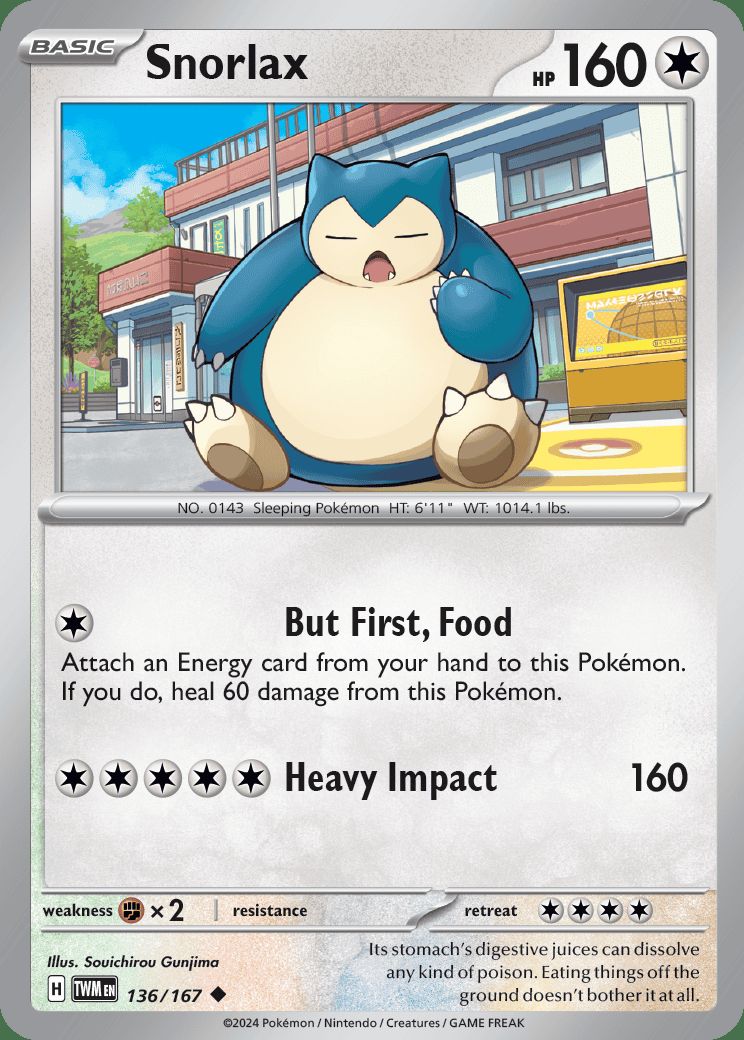 BASIC
Snorlax
HP 160
NO. 0143 Sleeping Pokémon HT: 6'11" WT: 1014.1 lbs.
But First, Food
Attach an Energy card from your hand to this Pokémon.
If you do, heal 60 damage from this Pokémon.
Heavy Impact 160
weakness ×2 resistance retreat
Illus. Souichirou Gunjima
H TWM EN 136/167
Its stomach's digestive juices can dissolve
any kind of poison. Eating things off the
ground doesn't bother it at all.
©2024 Pokémon / Nintendo / Creatures / GAME FREAK